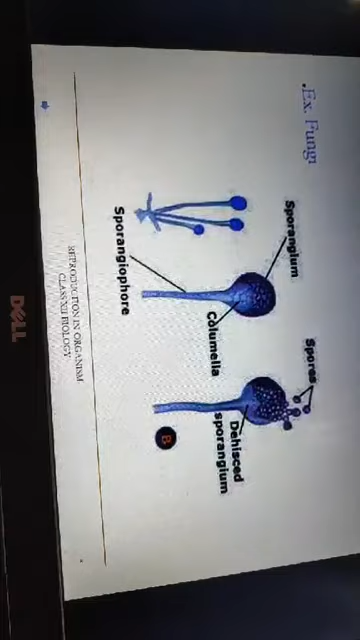 .Ex. Fungi
Sporangium
Spores
Columella
Dehisced
sporangium
Sporangiophore
B
REPRODUCTION IN ORGANISM
CLASS XII BIOLOGY
DELL